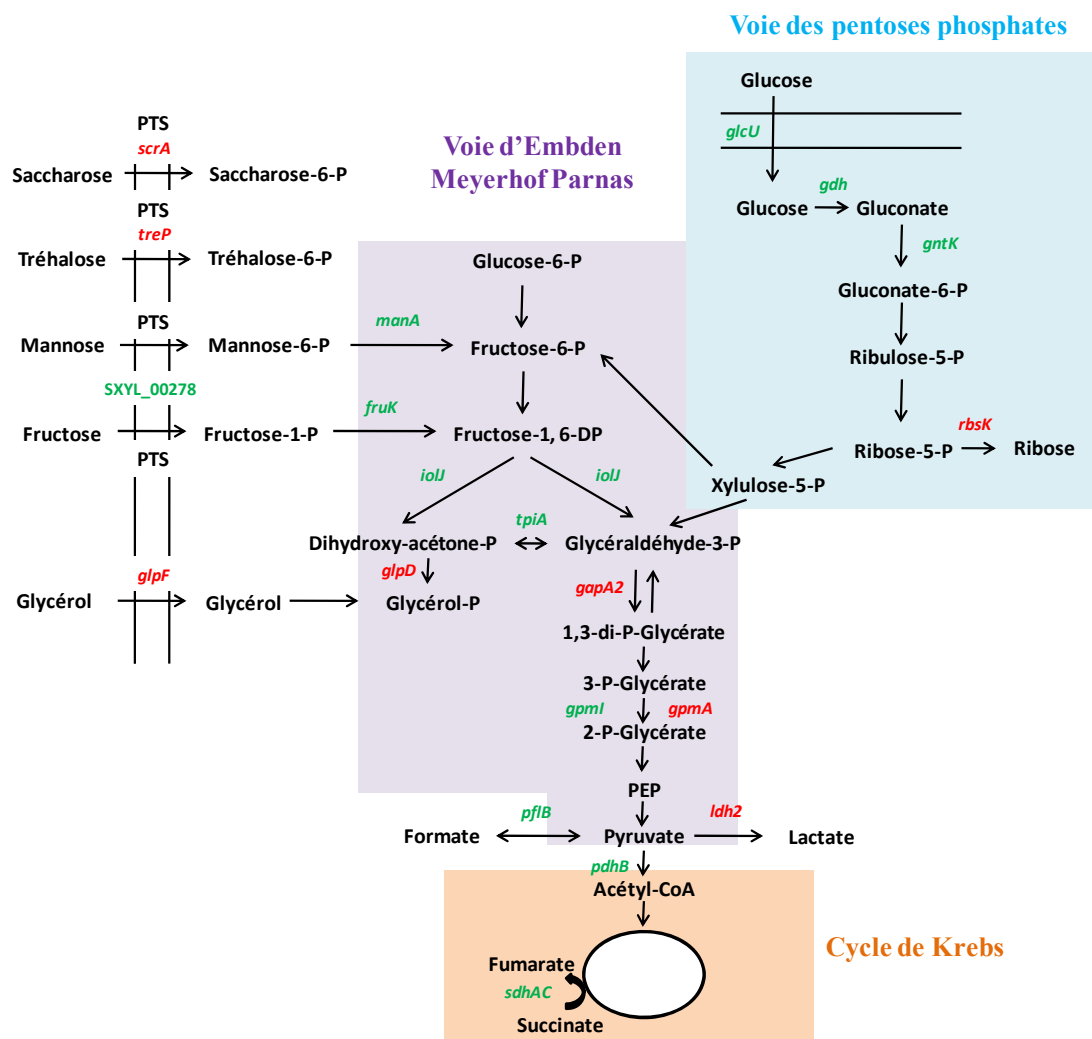 Voie des pentoses phosphates
Glucose
glcU
Glucose
gdh
Gluconate
gntK
Gluconate-6-P
Ribulose-5-P
Ribose-5-P
rbsK
Ribose
Xylulose-5-P
Voie d'Embden
Meyerhof Parnas
PTS
scrA
Saccharose
Saccharose-6-P
PTS
treP
Tréhalose
Tréhalose-6-P
PTS
Mannose
Mannose-6-P
manA
SXYL_00278
Fructose
Fructose-1-P
fruK
PTS
glpF
Glycérol
Glycérol
Glucose-6-P
Fructose-6-P
Fructose-1,6-DP
iolJ
iolJ
Dihydroxy-acétone-P
tpiA
Glycéraldéhyde-3-P
glpD
Glycérol-P
gapA2
1,3-di-P-Glycérate
3-P-Glycérate
gpmI
gpmA
2-P-Glycérate
PEP
Formate
pflB
Pyruvate
ldh2
Lactate
pdhB
Acétyl-CoA
Cycle de Krebs
Fumarate
sdhAC
Succinate